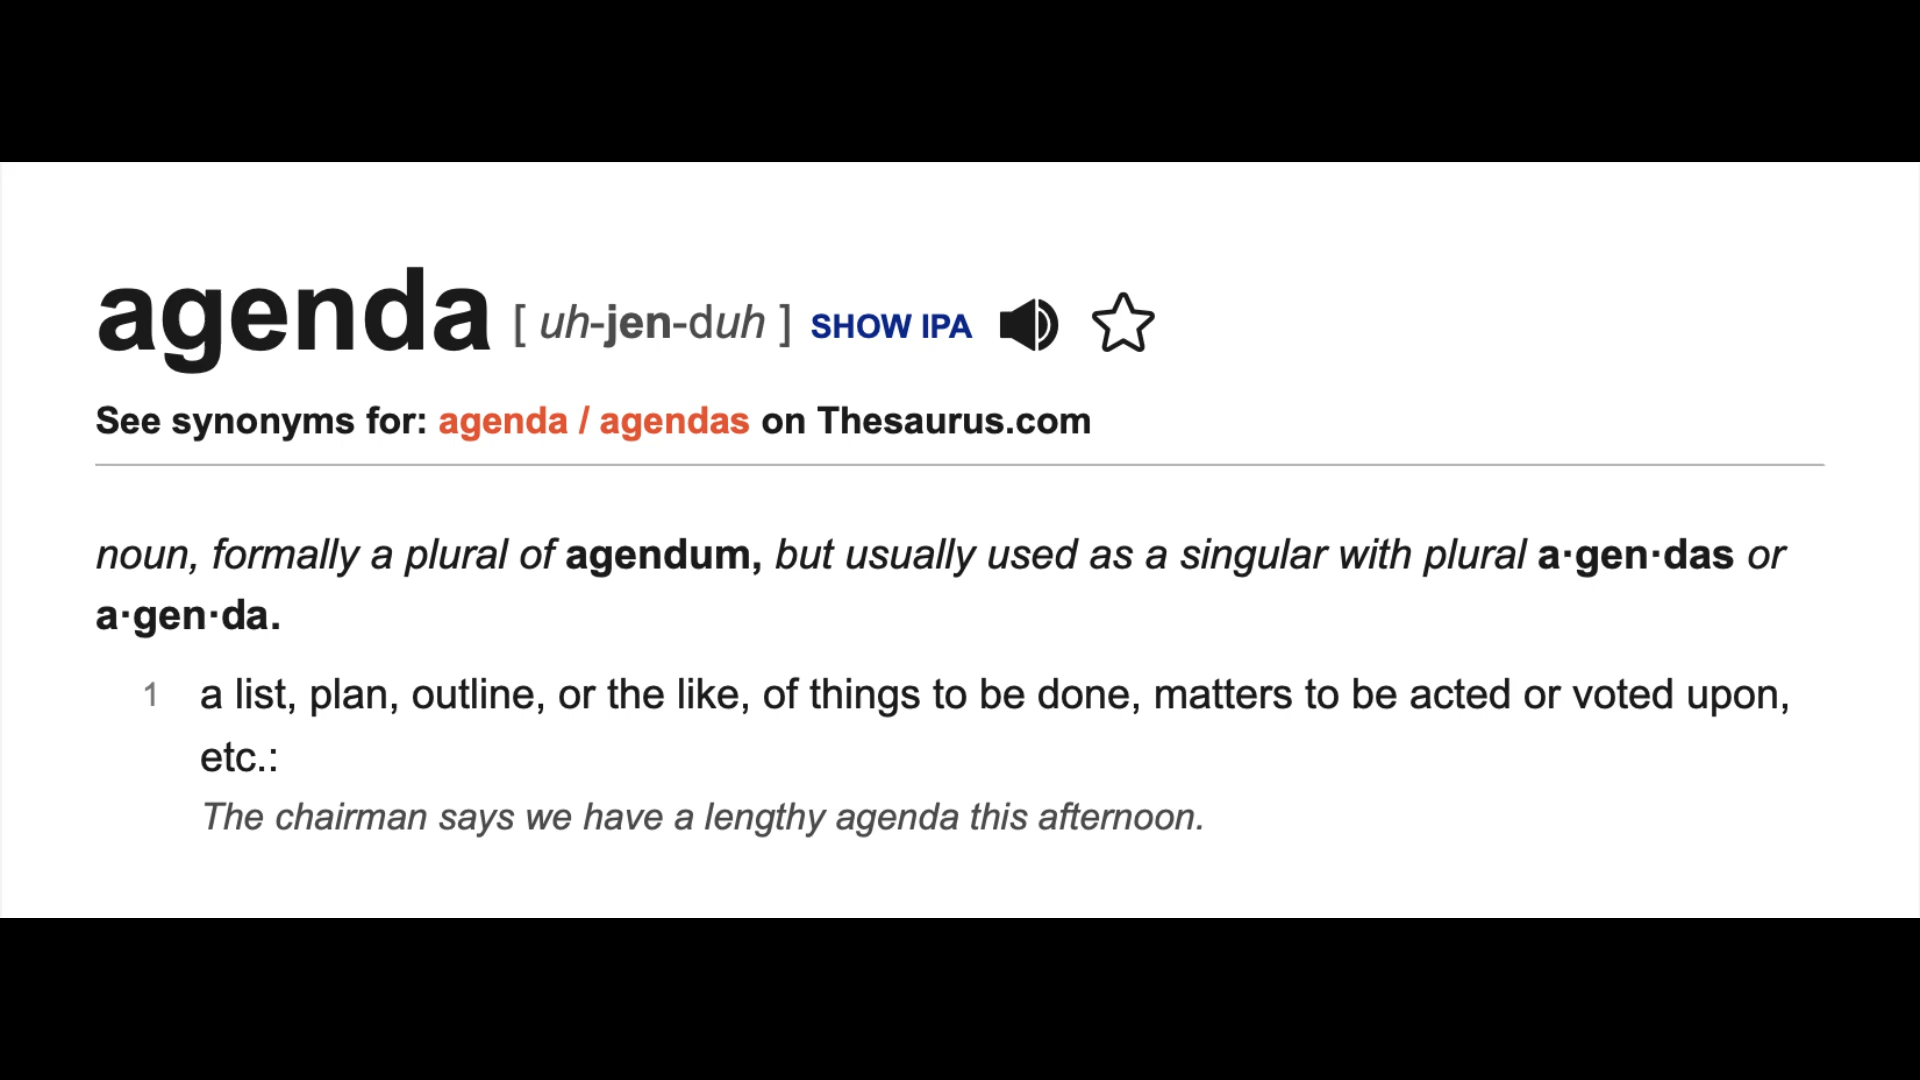 agenda [ uh-jen-duh ] SHOW IPA
See synonyms for: agenda / agendas on Thesaurus.com
noun, formally a plural of agendum, but usually used as a singular with plural a·gen·das or
a·gen·da.
1 a list, plan, outline, or the like, of things to be done, matters to be acted or voted upon,
etc.:
The chairman says we have a lengthy agenda this afternoon.